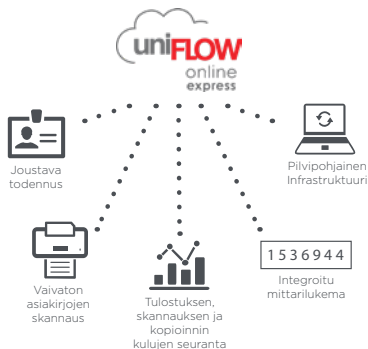 uniFLOW
online
express
Joustava
todennus
Pilvipohjainen
Infrastruktuuri
Vaivaton
asiakirjojen
skannaus
Tulostuksen,
skannauksen ja
kopioinnin
kulujen seuranta
1536944
Integroitu
mittarilukema